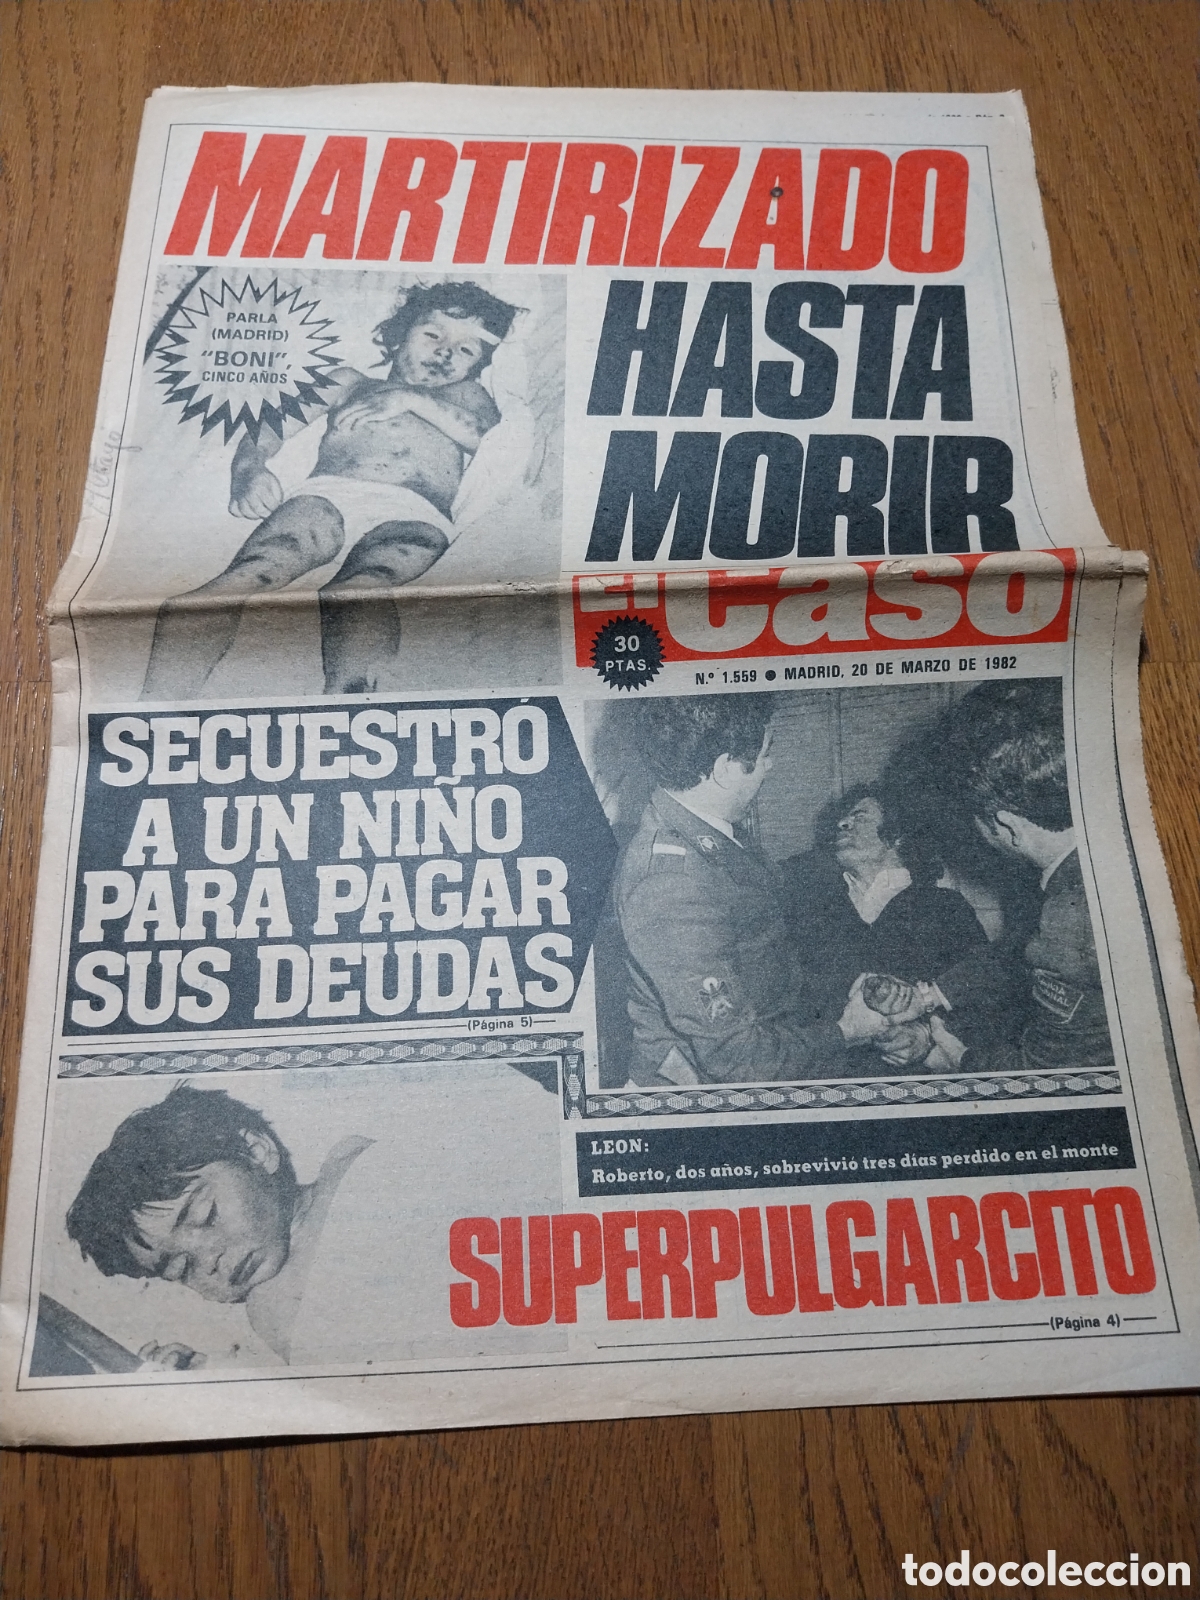 MARTIRIZADO
HASTA
MORIR
PARLA
(MADRID)
"BONI",
CINCO AÑOS
El Caso
30
PTAS.
N.º 1.559 ● MADRID, 20 DE MARZO DE 1982
SECUESTRÓ
A UN NIÑO
PARA PAGAR
SUS DEUDAS
(Página 5)
LEON:
Roberto, dos años, sobrevivió tres días perdido en el monte
SUPERPULGARCITO
(Página 4)
todocoleccion